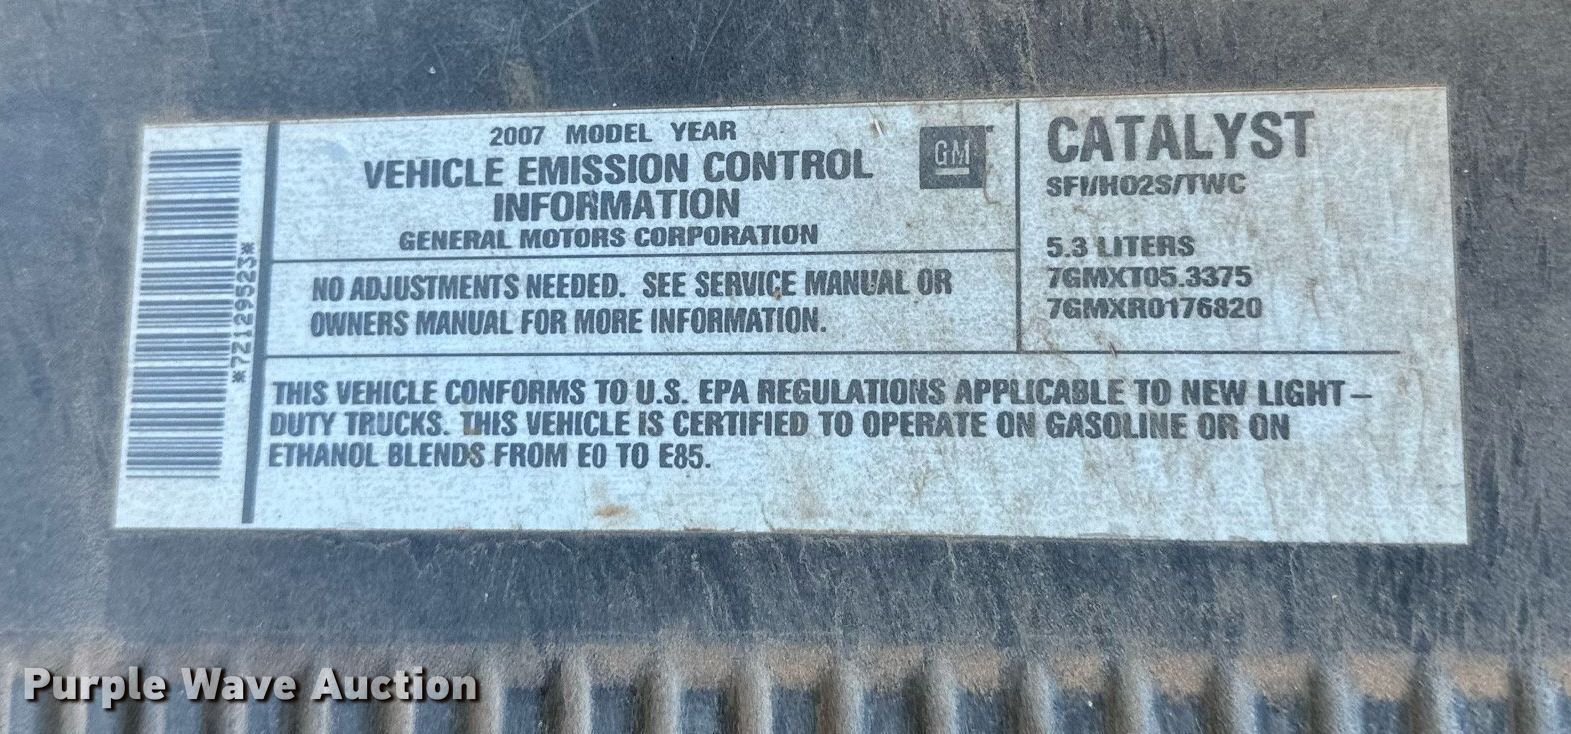 *72129523*
2007 MODEL YEAR
VEHICLE EMISSION CONTROL
INFORMATION
GENERAL MOTORS CORPORATION
GM
NO ADJUSTMENTS NEEDED. SEE SERVICE MANUAL OR
OWNERS MANUAL FOR MORE INFORMATION.
CATALYST
SFI/HO2S/TWC
5.3 LITERS
7GMXT05.3375
7GMXR0176820
THIS VEHICLE CONFORMS TO U.S. EPA REGULATIONS APPLICABLE TO NEW LIGHT-
DUTY TRUCKS. THIS VEHICLE IS CERTIFIED TO OPERATE ON GASOLINE OR ON
ETHANOL BLENDS FROM E0 TO E85.
Purple Wave Auction